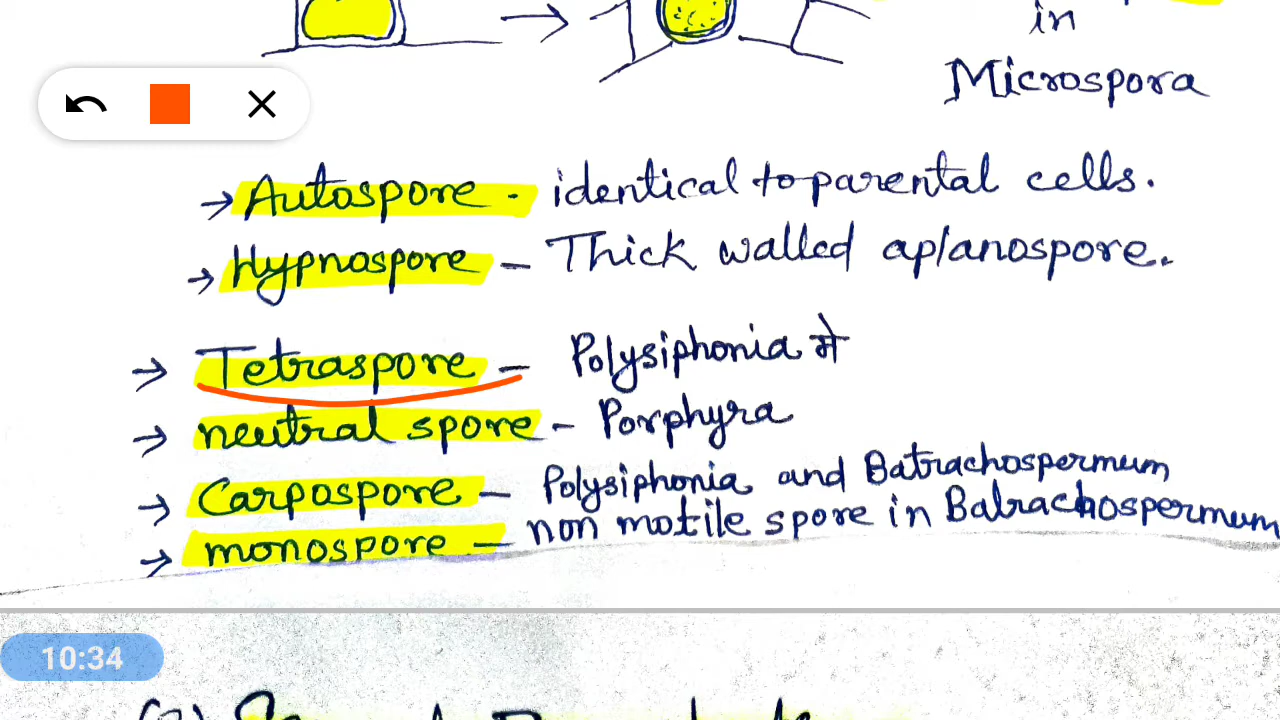 in
Microspora
→ Autospore - identical to parental cells.
→ Hypnospore - Thick walled aplanospore.
→ Tetraspore - Polysiphonia में
→ neutral spore - Porphyra
→ Carpospore - Polysiphonia and Batrachospermum
→ monospore - non motile spore in Batrachospermum
10:34